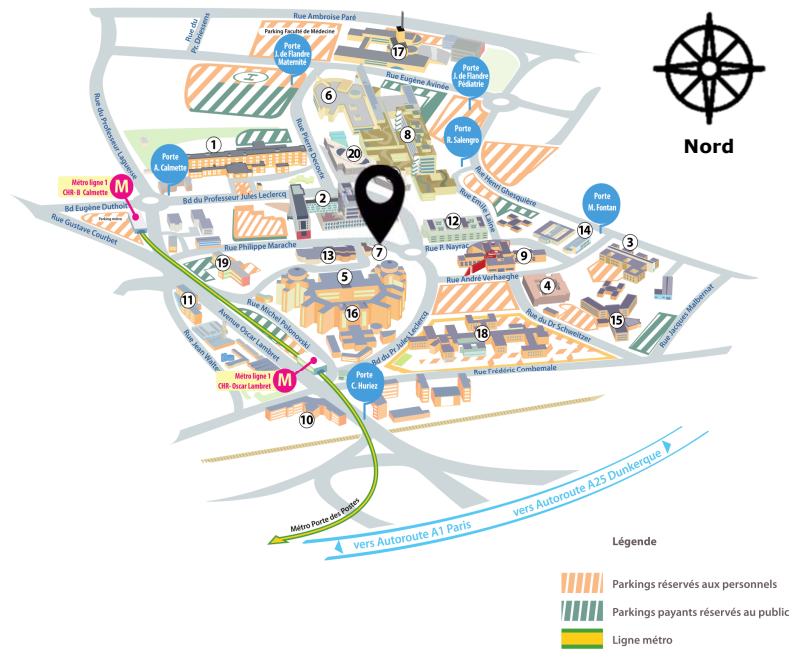 Rue Ambroise Paré
Rue du
Pr. Driessens
Parking Faculté de Médecine
17
Porte
J. de Flandre
Maternité
H
Rue Eugène Avinée
Porte
J. de Flandre
Pédiatrie
6
Rue du Professeur Laguesse
Rue Pierre Decoulx
8
Porte
R. Salengro
Nord
1
20
Porte
A. Calmette
Rue Henri Ghesquière
Métro ligne 1
CHR-B Calmette
M
Bd du Professeur Jules Leclercq
2
Rue Emile Laine
Porte
M. Fontan
Bd Eugène Duthoit
Parking métro
Rue Gustave Courbet
12
14
3
Rue Philippe Marache
13
7
Rue P. Nayrac
9
19
5
Rue André Verhaeghe
4
11
Rue Michel Polonovski
16
Avenue Oscar Lambret
Bd du Pr Jules Leclercq
18
Rue du Dr Schweitzer
15
Rue Jacques Malbernat
Rue Jean Walter
Métro ligne 1
CHR- Oscar Lambret
M
Porte
C. Huriez
Rue Frédéric Combemale
10
Métro Porte des Postes
vers Autoroute A1 Paris
vers Autoroute A25 Dunkerque
Légende
Parkings réservés aux personnels
Parkings payants réservés au public
Ligne métro